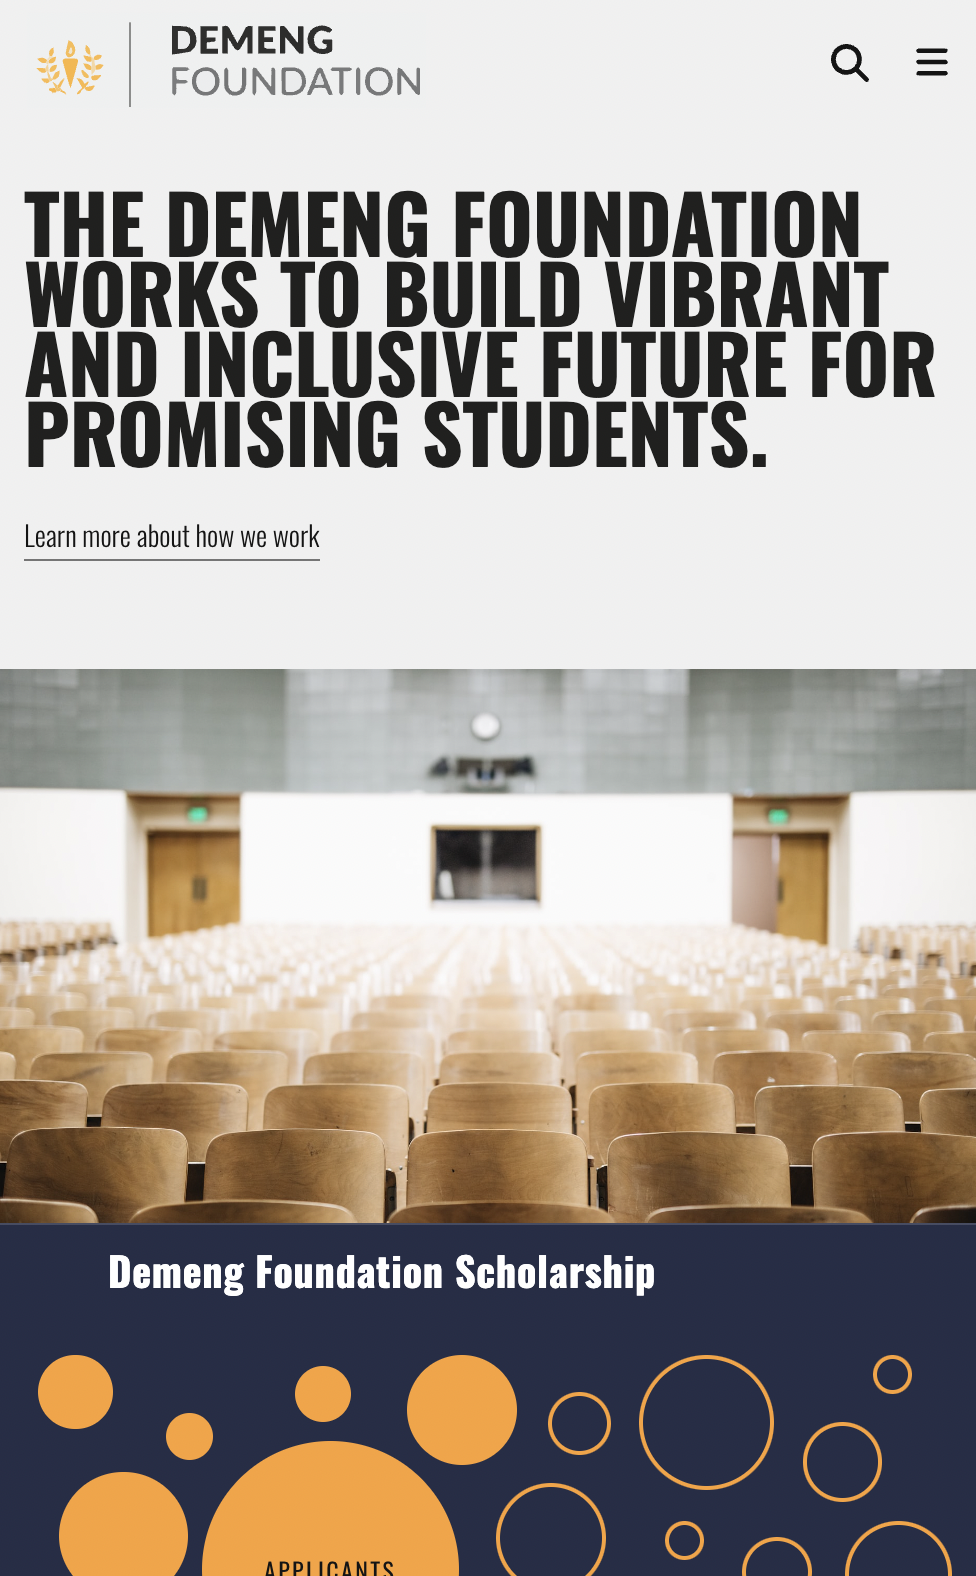 DEMENG
FOUNDATION
THE DEMENG FOUNDATION
WORKS TO BUILD VIBRANT
AND INCLUSIVE FUTURE FOR
PROMISING STUDENTS.
Learn more about how we work
Demeng Foundation Scholarship
APPLICANTS